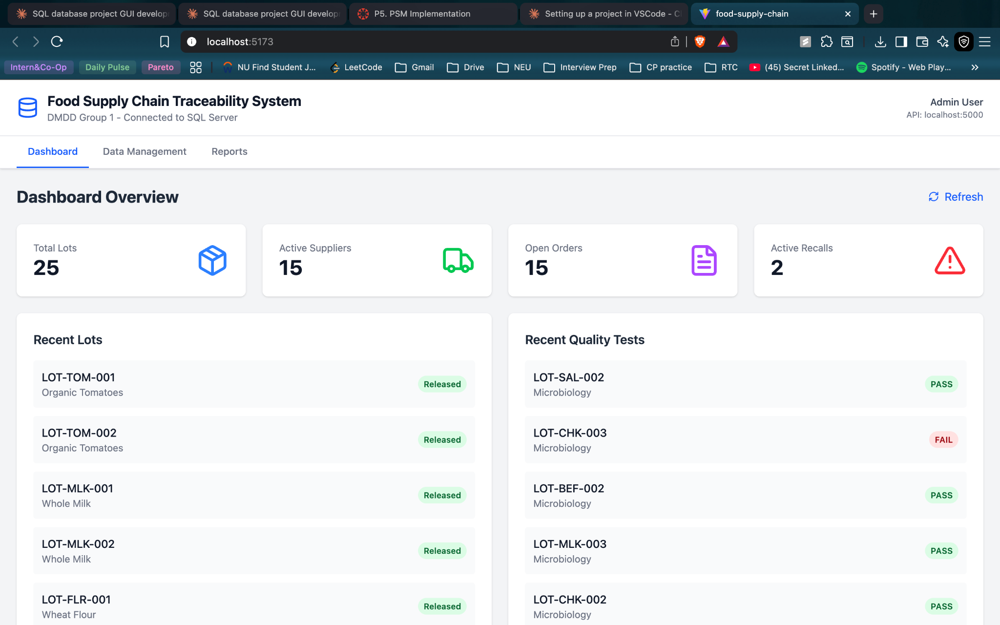 SQL database project GUI develop
SQL database project GUI develop
P5. PSM Implementation
Setting up a project in VSCode - C
food-supply-chain
localhost:5173
Intern&Co-Op
Daily Pulse
Pareto
NU Find Student J...
LeetCode
Gmail
Drive
NEU
Interview Prep
CP practice
RTC
(45) Secret Linked...
Spotify - Web Play...
Food Supply Chain Traceability System
DMDD Group 1 - Connected to SQL Server
Admin User
API: localhost:5000
Dashboard
Data Management
Reports
Dashboard Overview
Refresh
Total Lots
25
Active Suppliers
15
Open Orders
15
Active Recalls
2
Recent Lots
LOT-TOM-001
Organic Tomatoes
Released
LOT-TOM-002
Organic Tomatoes
Released
LOT-MLK-001
Whole Milk
Released
LOT-MLK-002
Whole Milk
Released
LOT-FLR-001
Wheat Flour
Released
Recent Quality Tests
LOT-SAL-002
Microbiology
PASS
LOT-CHK-003
Microbiology
FAIL
LOT-BEF-002
Microbiology
PASS
LOT-MLK-003
Microbiology
PASS
LOT-CHK-002
Microbiology
PASS